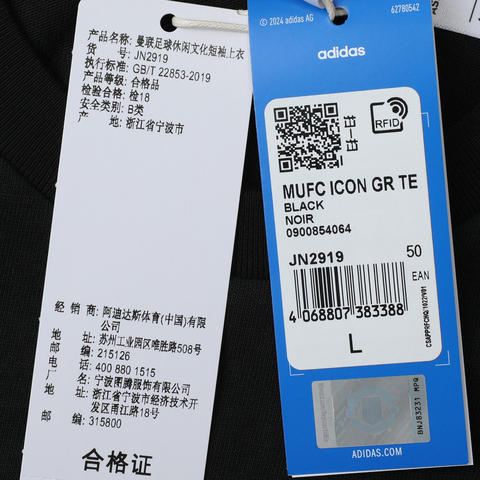 产品名称: 曼联足球休闲文化短袖上衣
货 号: JN2919
执行标准: GB/T 22853-2019
产品等级: 合格品
检验合格: 检18
安全类别: B类
产 地: 浙江省宁波市
经 销 商: 阿迪达斯体育(中国)有限
公司
地 址: 苏州工业园区唯胜路508号
邮 编: 215126
电 话: 400 880 1515
厂 名: 宁波图腾服饰有限公司
地 址: 浙江省宁波市经济技术开
发区甬江路18号
邮 编: 315800
合格证
© 2024 adidas AG
62780542
adidas
RFID
MUFC ICON GR TE
BLACK
NOIR
0900854064
JN2919
50
EAN
4 068807 383388
L
CSAPPRFCHQ/1022V01
BNJ83231 MPQ
ADIDAS.COM